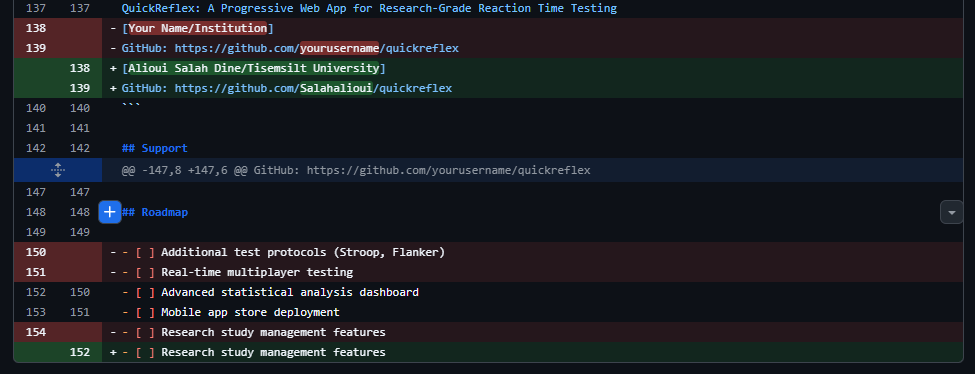 137 137 QuickReflex: A Progressive Web App for Research-Grade Reaction Time Testing
138 - [Your Name/Institution]
139 - GitHub: https://github.com/yourusername/quickreflex
138 + [Alioui Salah Dine/Tisemsilt University]
139 + GitHub: https://github.com/Salahalioui/quickreflex
140 140 ```
141 141
142 142 ## Support
@@ -147,8 +147,6 @@ GitHub: https://github.com/yourusername/quickreflex
147 147
148 148 + ## Roadmap
149 149
150 - - [ ] Additional test protocols (Stroop, Flanker)
151 - - [ ] Real-time multiplayer testing
152 150 - [ ] Advanced statistical analysis dashboard
153 151 - [ ] Mobile app store deployment
154 - - [ ] Research study management features
152 + - [ ] Research study management features